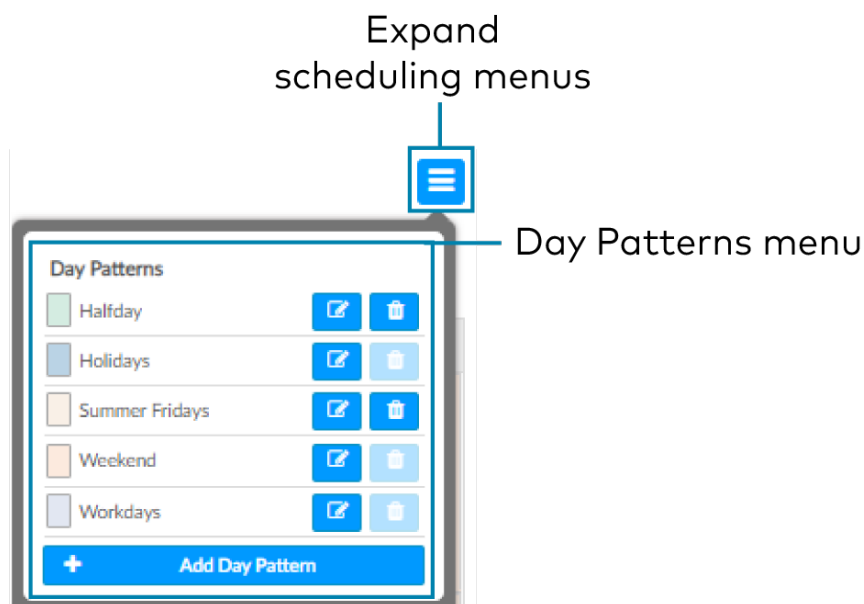 Expand
scheduling menus
Day Patterns menu
Day Patterns
Halfday
Holidays
Summer Fridays
Weekend
Workdays
Add Day Pattern